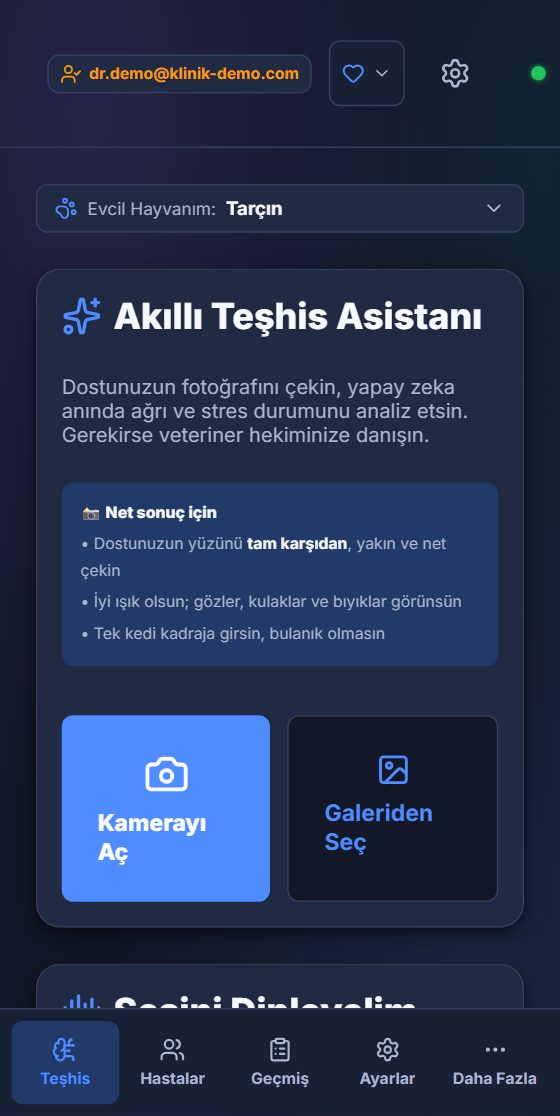 dr.demo@klinik-demo.com
Evcil Hayvanım: Tarçın
Akıllı Teşhis Asistanı
Dostunuzun fotoğrafını çekin, yapay zeka
anında ağrı ve stres durumunu analiz etsin.
Gerekirse veteriner hekiminize danışın.
Net sonuç için
• Dostunuzun yüzünü tam karşıdan, yakın ve net
çekin
• İyi ışık olsun; gözler, kulaklar ve bıyıklar görünsün
• Tek kedi kadraja girsin, bulanık olmasın
Kamerayı
Aç
Galeriden
Seç
Sesini Dinleyelim
Teşhis
Hastalar
Geçmiş
Ayarlar
Daha Fazla